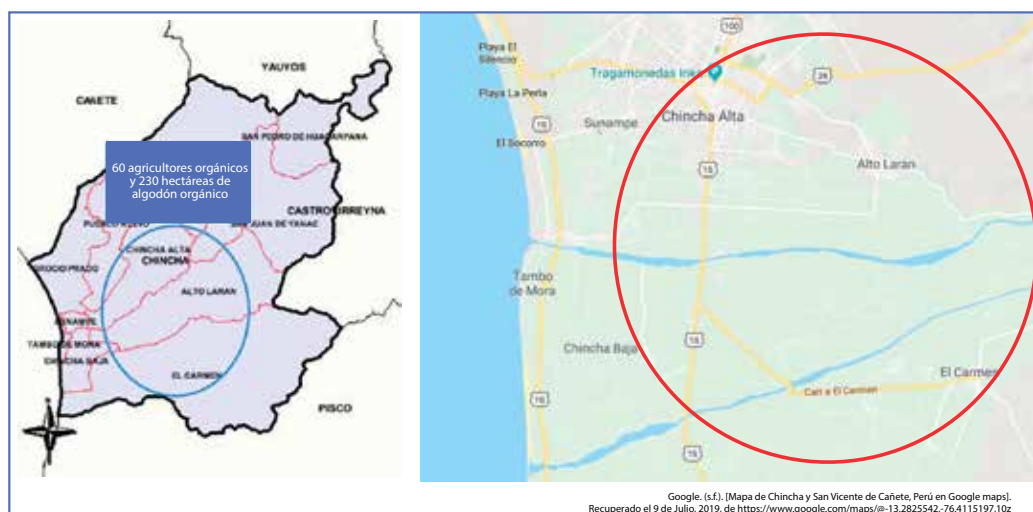 YAUYOS
CAÑETE
SAN PEDRO DE HUACARPANA
60 agricultores orgánicos
y 230 hectáreas de
algodón orgánico
CASTROVIRREYNA
PUEBLO NUEVO
SAN JUAN DE YANAC
CHINCHA ALTA
CHINCHA
GROCIO PRADO
ALTO LARAN
SUNAMPE
TAMBO DE MORA
CHINCHA BAJA
EL CARMEN
PISCO
100
Playa El
Silencio
Tragamonedas Inka
26
Playa La Perla
1S
Sunampe
Chincha Alta
El Socorro
1S
Alto Laran
Tambo
de Mora
Chincha Baja
1S
El Carmen
Carr a El Carmen
1S
1S
Google. (s.f.). [Mapa de Chincha y San Vicente de Cañete, Perú en Google maps].
Recuperado el 9 de Julio, 2019, de https://www.google.com/maps/@-13.2825542,-76.4115197,10z